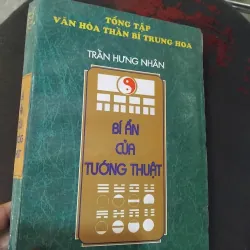 TỔNG TẬP
VĂN HÓA THẦN BÍ TRUNG HOA
TRẦN HƯNG NHÂN
BÍ ẨN
CỦA
TƯỚNG THUẬT